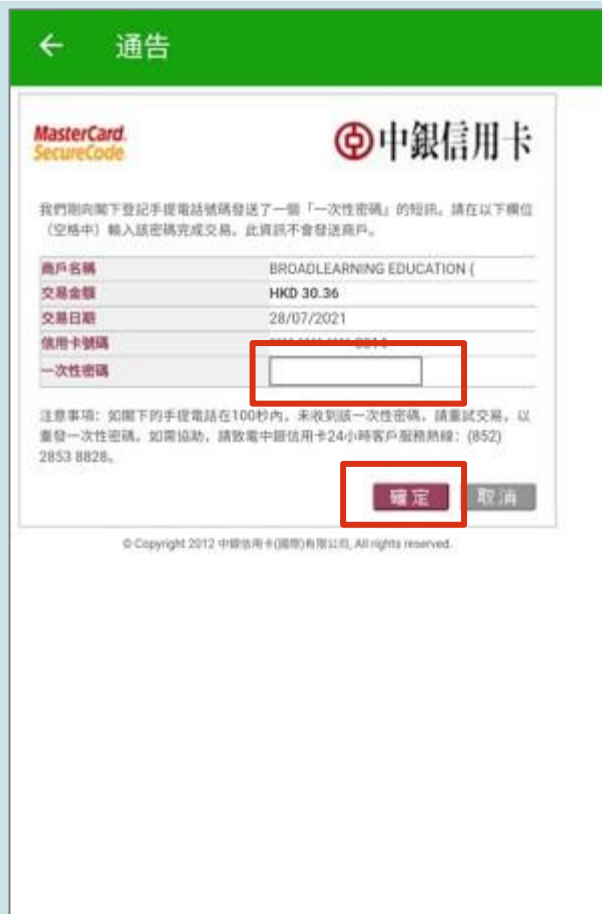 通告
MasterCard.
SecureCode
中銀信用卡
我們剛向閣下登記手提電話號碼發送了一個「一次性密碼」的短訊。請在以下欄位
（空格中）輸入該密碼完成交易。此資訊不會發送商戶。
商戶名稱 BROADLEARNING EDUCATION (
交易金額 HKD 30.36
交易日期 28/07/2021
信用卡號碼
一次性密碼
注意事項：如閣下的手提電話在100秒內，未收到該一次性密碼，請重試交易，以
重發一次性密碼。如需協助，請致電中銀信用卡24小時客戶服務熱線：(852)
2853 8828。
確定 取消
© Copyright 2012 中銀信用卡(國際)有限公司, All rights reserved.